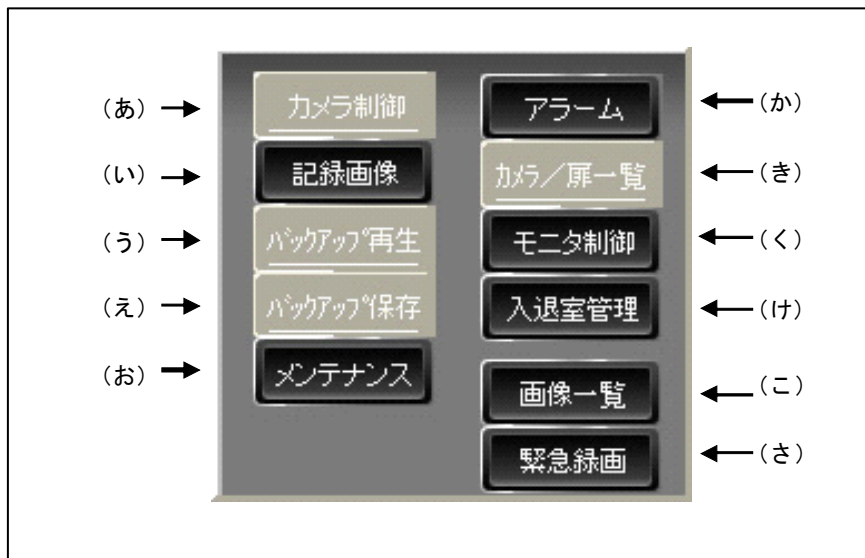 （あ） カメラ制御 アラーム （か）
（い） 記録画像 ｶﾒﾗ／扉一覧 （き）
（う） ﾊﾞｯｸｱｯﾌﾟ再生 モニタ制御 （く）
（え） ﾊﾞｯｸｱｯﾌﾟ保存 入退室管理 （け）
（お） メンテナンス 画像一覧 （こ）
緊急録画 （さ）